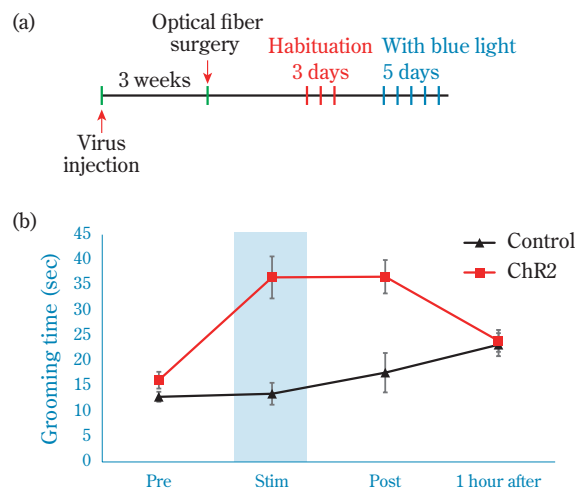 (a)
Optical fiber
surgery
Habituation
3 days
With blue light
5 days
3 weeks
Virus
injection
(b)
Grooming time (sec)
45
40
35
30
25
20
15
10
5
0
Pre
Stim
Post
1 hour after
Control
ChR2